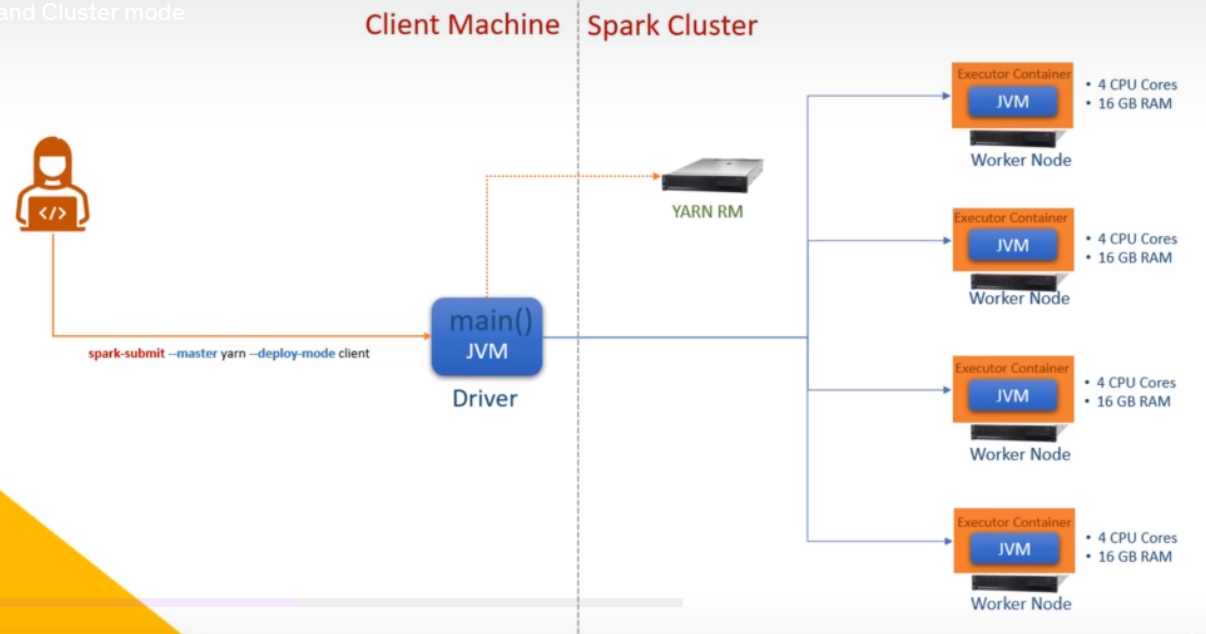 and Cluster mode
Client Machine
Spark Cluster
Executor Container
JVM
• 4 CPU Cores
• 16 GB RAM
Worker Node
</>
YARN RM
Executor Container
JVM
• 4 CPU Cores
• 16 GB RAM
Worker Node
main()
JVM
Driver
spark-submit --master yarn --deploy-mode client
Executor Container
JVM
• 4 CPU Cores
• 16 GB RAM
Worker Node
Executor Container
JVM
• 4 CPU Cores
• 16 GB RAM
Worker Node